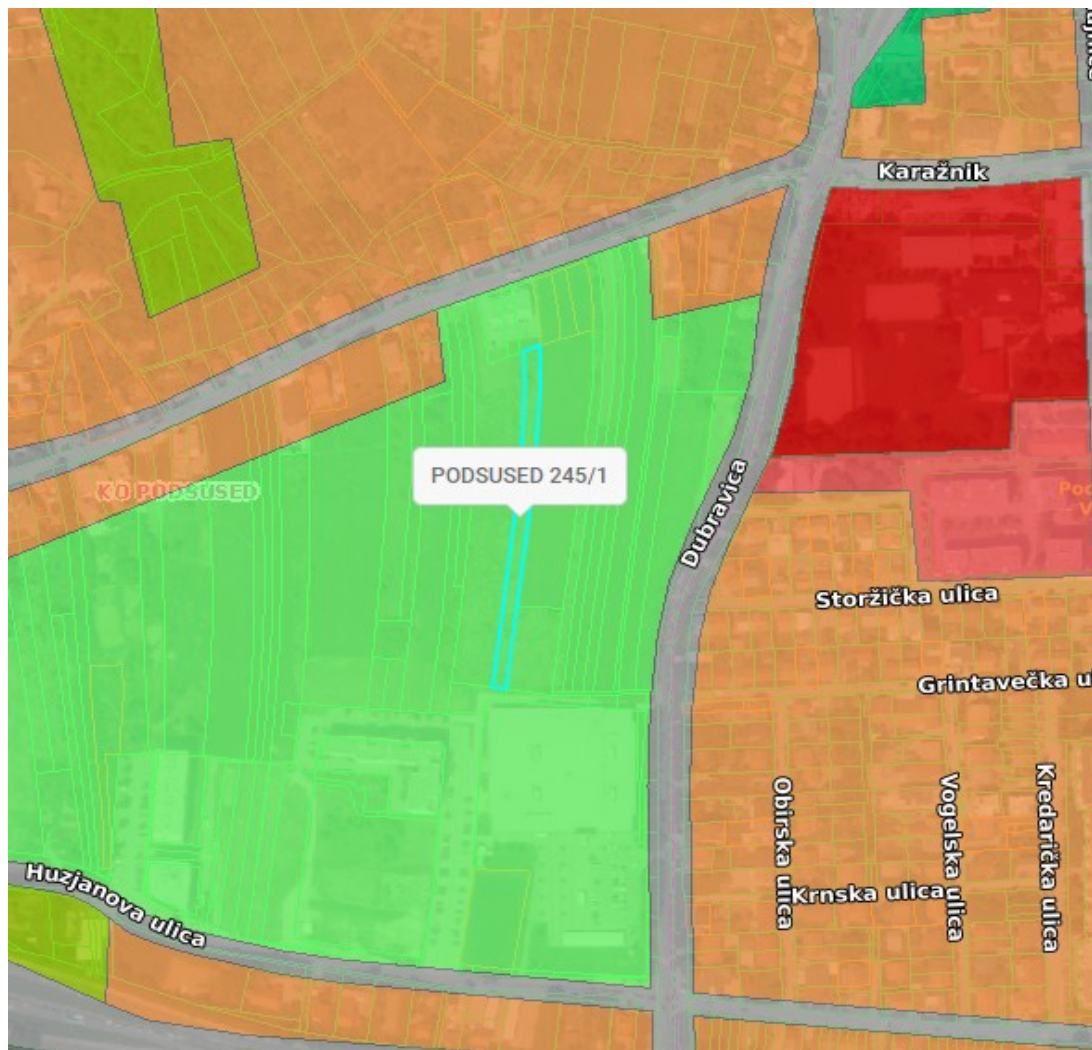 Karažnik
PODSUSED 245/1
KO PODSUSED
Dubravica
Storžička ulica
Grintavečka u
Huzjanova ulica
Obirska ulica
Krnska ulica
Vogelska ulica
Kredarička ulica